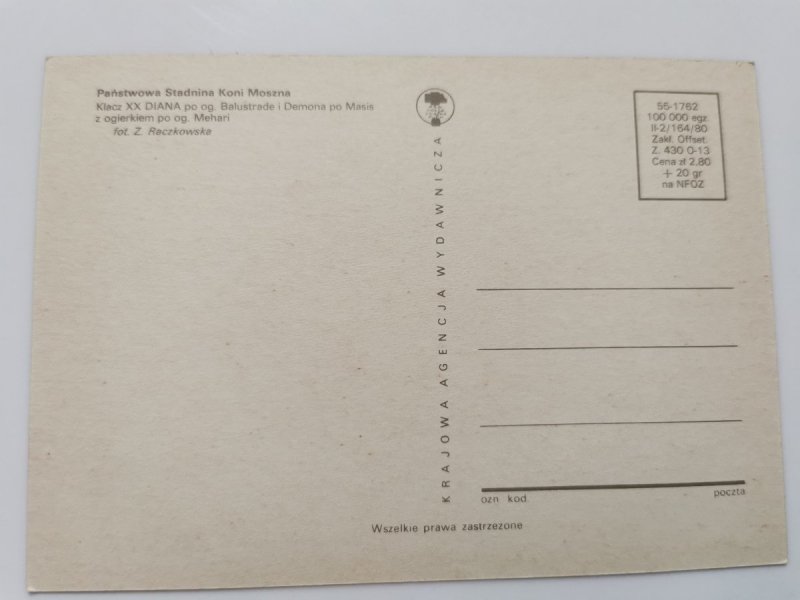 Państwowa Stadnina Koni Moszna
Klacz XX DIANA po og. Balustrade i Demona po Masis
z ogierkiem po og. Mehari
fot. Z. Raczkowska
KRAJOWA AGENCJA WYDAWNICZA
55-1762
100 000 egz.
II-2/164/80
Zakł. Offset.
Z. 430 0-13
Cena zł 2,80
+ 20 gr
na NFOZ
ozn kod.
poczta
Wszelkie prawa zastrzeżone